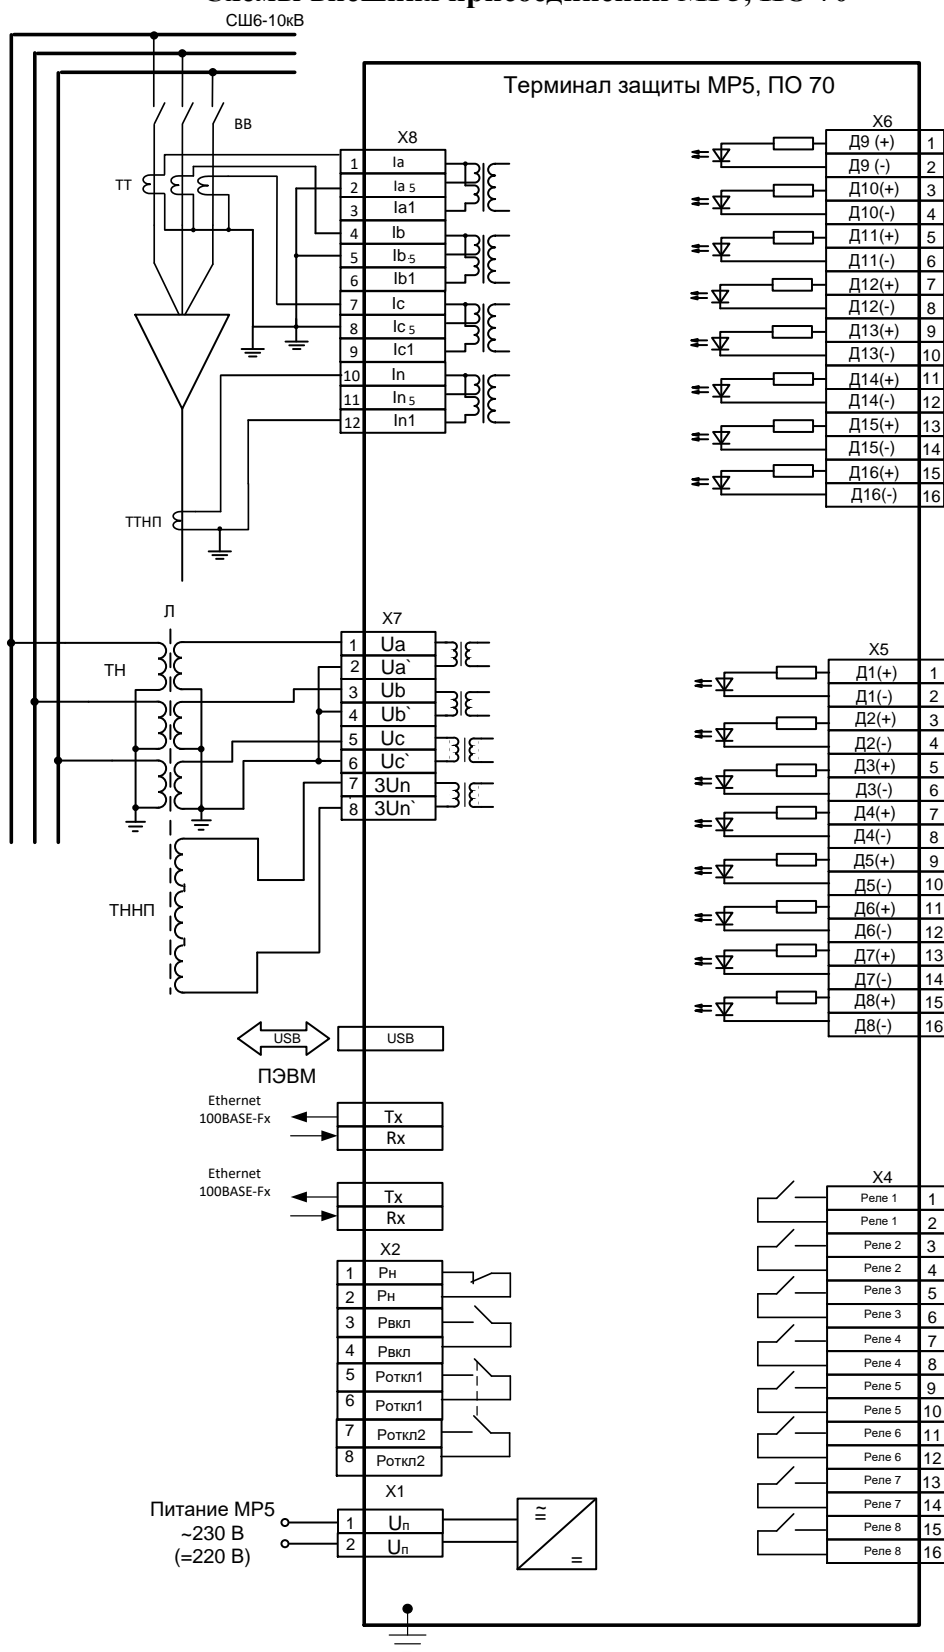 СШ6-10кВ
Терминал защиты МР5, ПО 70
ВВ
ТТ
X8
1 Ia
2 Ia 5
3 Ia1
4 Ib
5 Ib 5
6 Ib1
7 Ic
8 Ic 5
9 Ic1
10 In
11 In 5
12 In1
ТТНП
X6
Д9 (+) 1
Д9 (-) 2
Д10(+) 3
Д10(-) 4
Д11(+) 5
Д11(-) 6
Д12(+) 7
Д12(-) 8
Д13(+) 9
Д13(-) 10
Д14(+) 11
Д14(-) 12
Д15(+) 13
Д15(-) 14
Д16(+) 15
Д16(-) 16
Л
ТН
X7
1 Ua
2 Ua`
3 Ub
4 Ub`
5 Uc
6 Uc`
7 3Un
8 3Un`
ТННП
X5
Д1(+) 1
Д1(-) 2
Д2(+) 3
Д2(-) 4
Д3(+) 5
Д3(-) 6
Д4(+) 7
Д4(-) 8
Д5(+) 9
Д5(-) 10
Д6(+) 11
Д6(-) 12
Д7(+) 13
Д7(-) 14
Д8(+) 15
Д8(-) 16
USB
USB
ПЭВМ
Ethernet
100BASE-Fx
Tx
Rx
Ethernet
100BASE-Fx
Tx
Rx
X2
1 Рн
2 Рн
3 Рвкл
4 Рвкл
5 Роткл1
6 Роткл1
7 Роткл2
8 Роткл2
X4
Реле 1 1
Реле 1 2
Реле 2 3
Реле 2 4
Реле 3 5
Реле 3 6
Реле 4 7
Реле 4 8
Реле 5 9
Реле 5 10
Реле 6 11
Реле 6 12
Реле 7 13
Реле 7 14
Реле 8 15
Реле 8 16
X1
Питание МР5
~230 В
(=220 В)
1 Uп
2 Uп